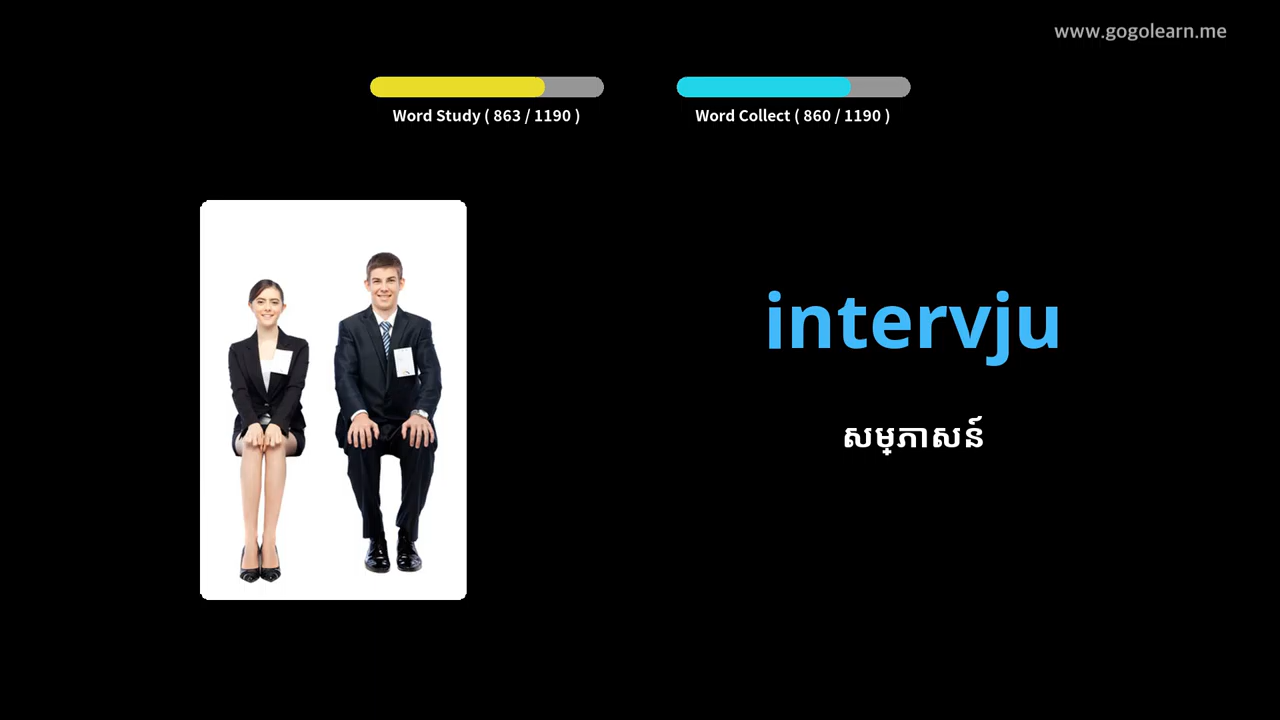 www.gogolearn.me
Word Study ( 863 / 1190 )
Word Collect ( 860 / 1190 )
intervju
សម្ភាសន៍